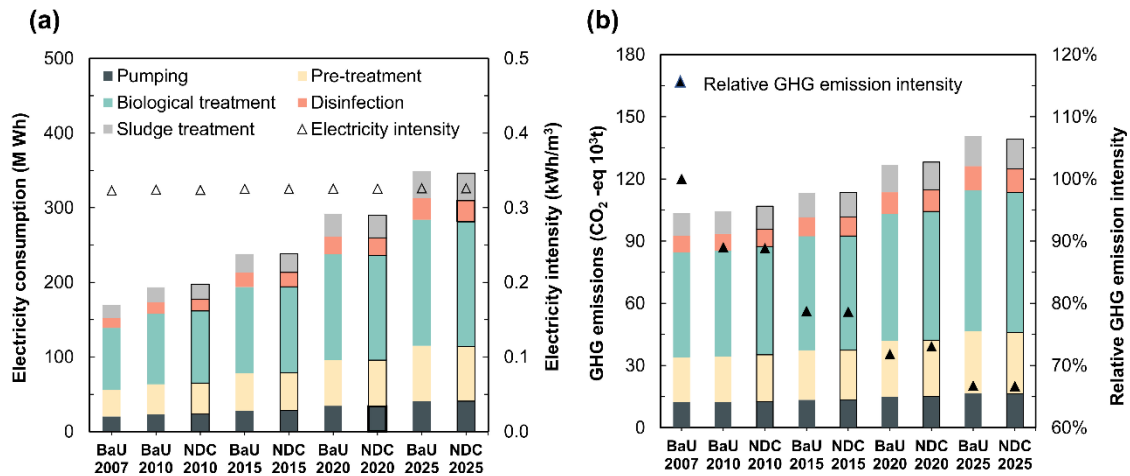 (a)
Electricity consumption (M Wh)
500
400
300
200
100
0
Pumping
Pre-treatment
Biological treatment
Disinfection
Sludge treatment
Electricity intensity
0.5
0.4
0.3
0.2
0.1
0.0
Electricity intensity (kWh/m³)
BaU BaU NDC BaU NDC BaU NDC BaU NDC
2007 2010 2010 2015 2015 2020 2020 2025 2025
(b)
GHG emissions (CO₂ -eq 10³t)
180
150
120
90
60
30
0
Relative GHG emission intensity
120%
110%
100%
90%
80%
70%
60%
Relative GHG emission intensity
BaU BaU NDC BaU NDC BaU NDC BaU NDC
2007 2010 2010 2015 2015 2020 2020 2025 2025